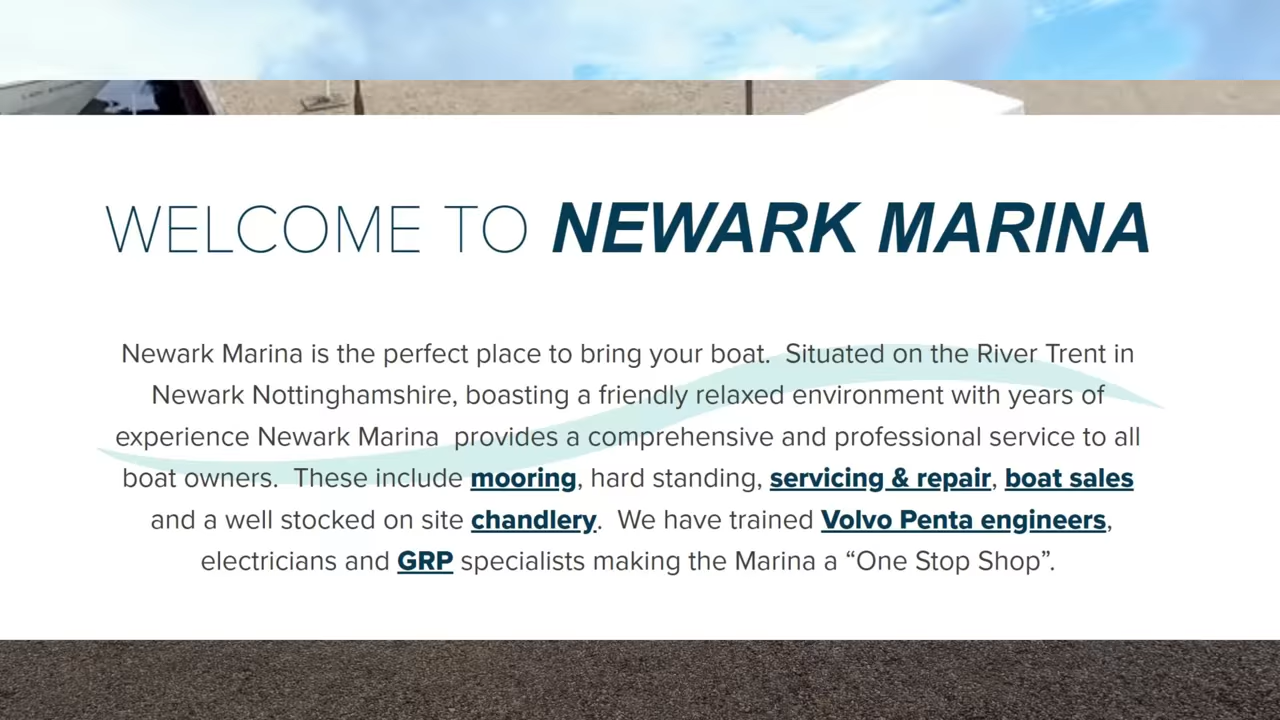 WELCOME TO NEWARK MARINA
Newark Marina is the perfect place to bring your boat.  Situated on the River Trent in
Newark Nottinghamshire, boasting a friendly relaxed environment with years of
experience Newark Marina  provides a comprehensive and professional service to all
boat owners.  These include mooring, hard standing, servicing & repair, boat sales
and a well stocked on site chandlery.  We have trained Volvo Penta engineers,
electricians and GRP specialists making the Marina a “One Stop Shop”.